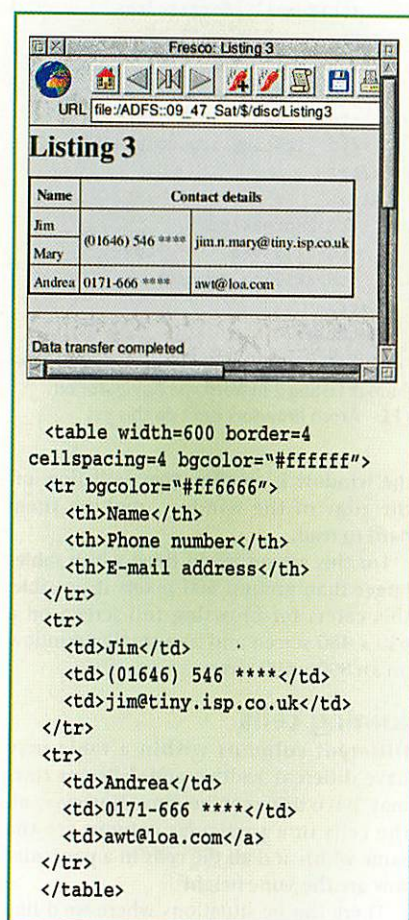 Fresco: Listing 3
URL file:/ADFS::09_47_Sat/$/disc/Listing3
Listing 3
Name Contact details
Jim
(01646) 546 **** jim.n.mary@tiny.isp.co.uk
Mary
Andrea 0171-666 **** awt@loa.com
Data transfer completed
<table width=600 border=4
cellspacing=4 bgcolor="#ffffff">
<tr bgcolor="#ff6666">
<th>Name</th>
<th>Phone number</th>
<th>E-mail address</th>
</tr>
<tr>
<td>Jim</td>
<td>(01646) 546 ****</td>
<td>jim@tiny.isp.co.uk</td>
</tr>
<tr>
<td>Andrea</td>
<td>0171-666 ****</td>
<td>awt@loa.com</a>
</tr>
</table>